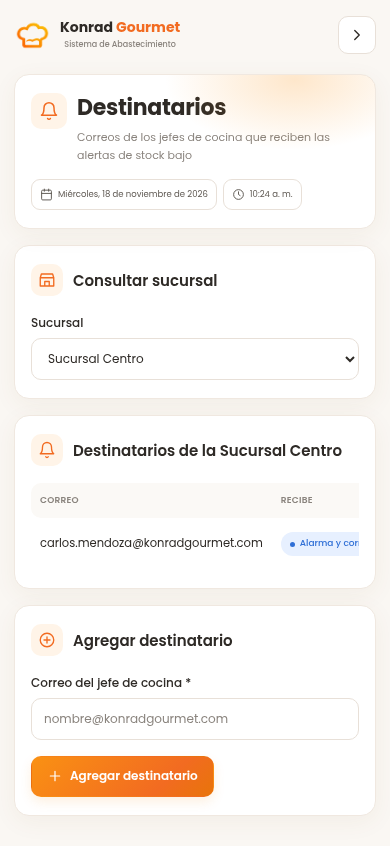 Konrad Gourmet
Sistema de Abastecimiento
Destinatarios
Correos de los jefes de cocina que reciben las
alertas de stock bajo
Miércoles, 18 de noviembre de 2026
10:24 a. m.
Consultar sucursal
Sucursal
Sucursal Centro
Destinatarios de la Sucursal Centro
CORREO RECIBE
carlos.mendoza@konradgourmet.com Alarma y cor
Agregar destinatario
Correo del jefe de cocina *
nombre@konradgourmet.com
Agregar destinatario